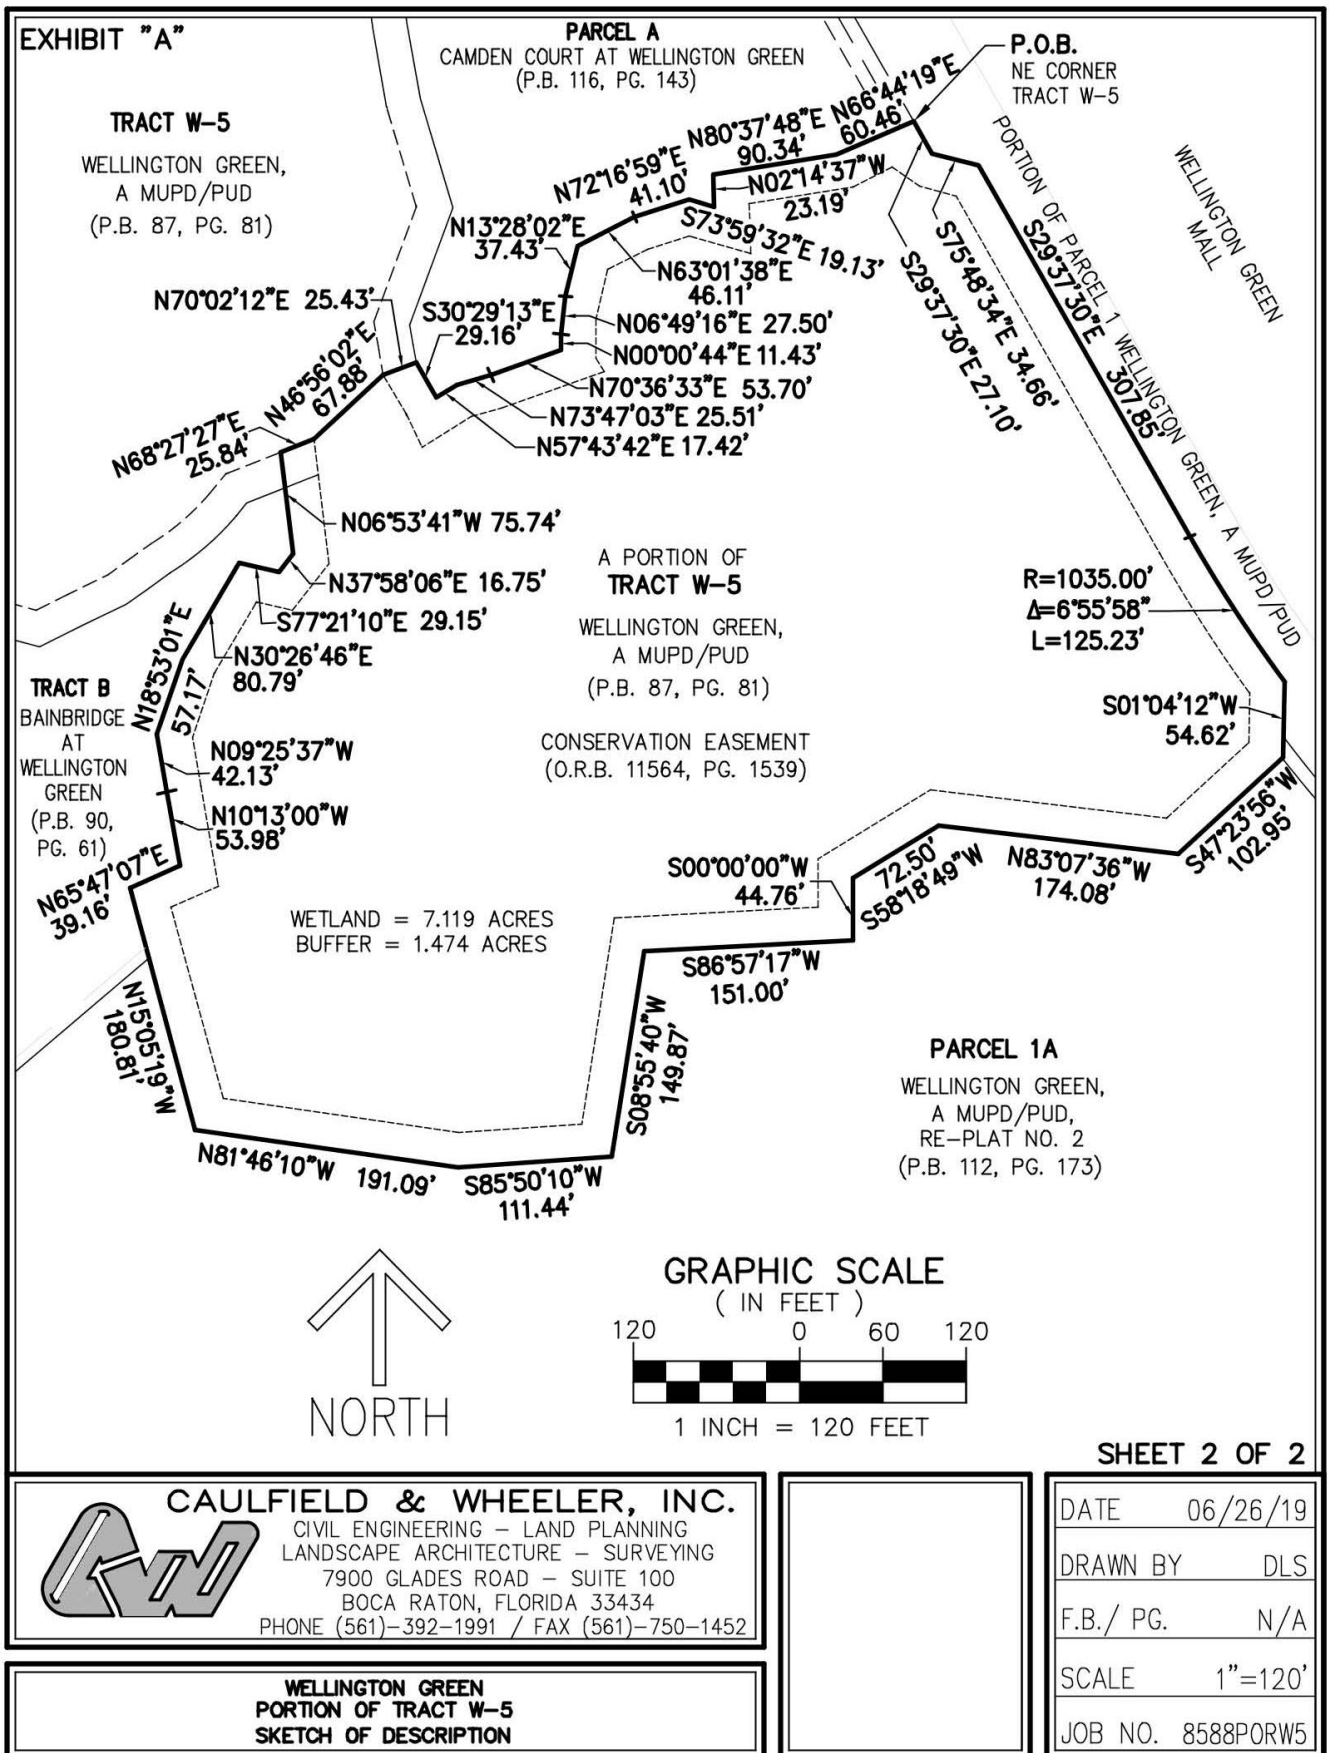 EXHIBIT "A"
PARCEL A
CAMDEN COURT AT WELLINGTON GREEN
(P.B. 116, PG. 143)
P.O.B.
NE CORNER
TRACT W-5
TRACT W-5
WELLINGTON GREEN,
A MUPD/PUD
(P.B. 87, PG. 81)
N66°44'19"E
60.46'
N80°37'48"E
90.34'
N72°16'59"E
41.10'
N02°14'37"W
23.19'
S73°59'32"E 19.13'
N13°28'02"E
37.43'
N63°01'38"E
46.11'
N70°02'12"E 25.43'
S30°29'13"E
29.16'
N06°49'16"E 27.50'
N00°00'44"E 11.43'
N70°36'33"E 53.70'
N73°47'03"E 25.51'
N57°43'42"E 17.42'
N46°56'02"E
67.88'
N68°27'27"E
25.84'
S29°37'30"E 27.10'
S75°48'34"E 34.66'
S29°37'30"E 307.85'
PORTION OF PARCEL 1 WELLINGTON GREEN, A MUPD/PUD
WELLINGTON GREEN
MALL
N06°53'41"W 75.74'
N37°58'06"E 16.75'
S77°21'10"E 29.15'
N30°26'46"E
80.79'
N18°53'01"E
57.17'
A PORTION OF
TRACT W-5
WELLINGTON GREEN,
A MUPD/PUD
(P.B. 87, PG. 81)
CONSERVATION EASEMENT
(O.R.B. 11564, PG. 1539)
R=1035.00'
Δ=6°55'58"
L=125.23'
S01°04'12"W
54.62'
TRACT B
BAINBRIDGE
AT
WELLINGTON
GREEN
(P.B. 90,
PG. 61)
N09°25'37"W
42.13'
N10°13'00"W
53.98'
N65°47'07"E
39.16'
S00°00'00"W
44.76'
72.50'
S58°18'49"W
N83°07'36"W
174.08'
S47°23'56"W
102.95'
WETLAND = 7.119 ACRES
BUFFER = 1.474 ACRES
S86°57'17"W
151.00'
N15°05'19"W
180.81'
S08°55'40"W
149.87'
N81°46'10"W 191.09'
S85°50'10"W
111.44'
PARCEL 1A
WELLINGTON GREEN,
A MUPD/PUD,
RE-PLAT NO. 2
(P.B. 112, PG. 173)
NORTH
GRAPHIC SCALE
( IN FEET )
120 0 60 120
1 INCH = 120 FEET
SHEET 2 OF 2
CW
CAULFIELD & WHEELER, INC.
CIVIL ENGINEERING - LAND PLANNING
LANDSCAPE ARCHITECTURE - SURVEYING
7900 GLADES ROAD - SUITE 100
BOCA RATON, FLORIDA 33434
PHONE (561)-392-1991 / FAX (561)-750-1452
WELLINGTON GREEN
PORTION OF TRACT W-5
SKETCH OF DESCRIPTION
DATE 06/26/19
DRAWN BY DLS
F.B./ PG. N/A
SCALE 1"=120'
JOB NO. 8588PORW5